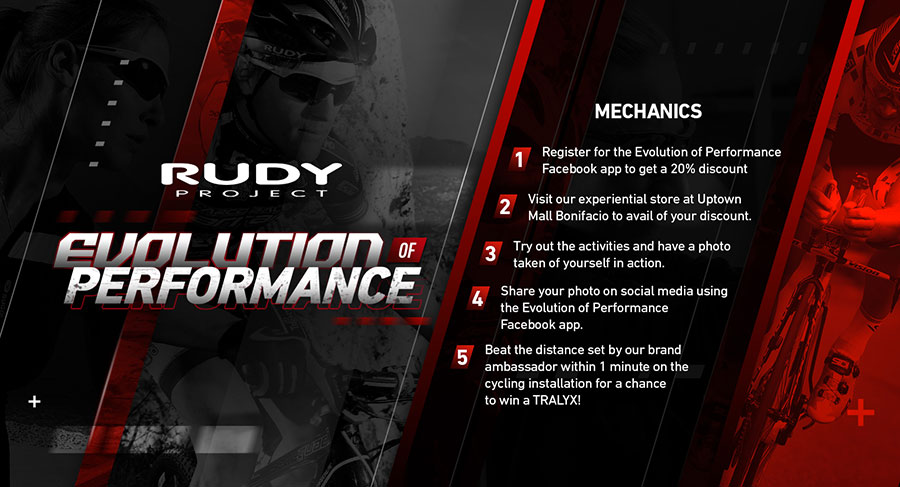 RUDY
PROJECT
EVOLUTION OF
PERFORMANCE
MECHANICS
1 Register for the Evolution of Performance
Facebook app to get a 20% discount
2 Visit our experiential store at Uptown
Mall Bonifacio to avail of your discount.
3 Try out the activities and have a photo
taken of yourself in action.
4 Share your photo on social media using
the Evolution of Performance
Facebook app.
5 Beat the distance set by our brand
ambassador within 1 minute on the
cycling installation for a chance
to win a TRALYX!
RUDY